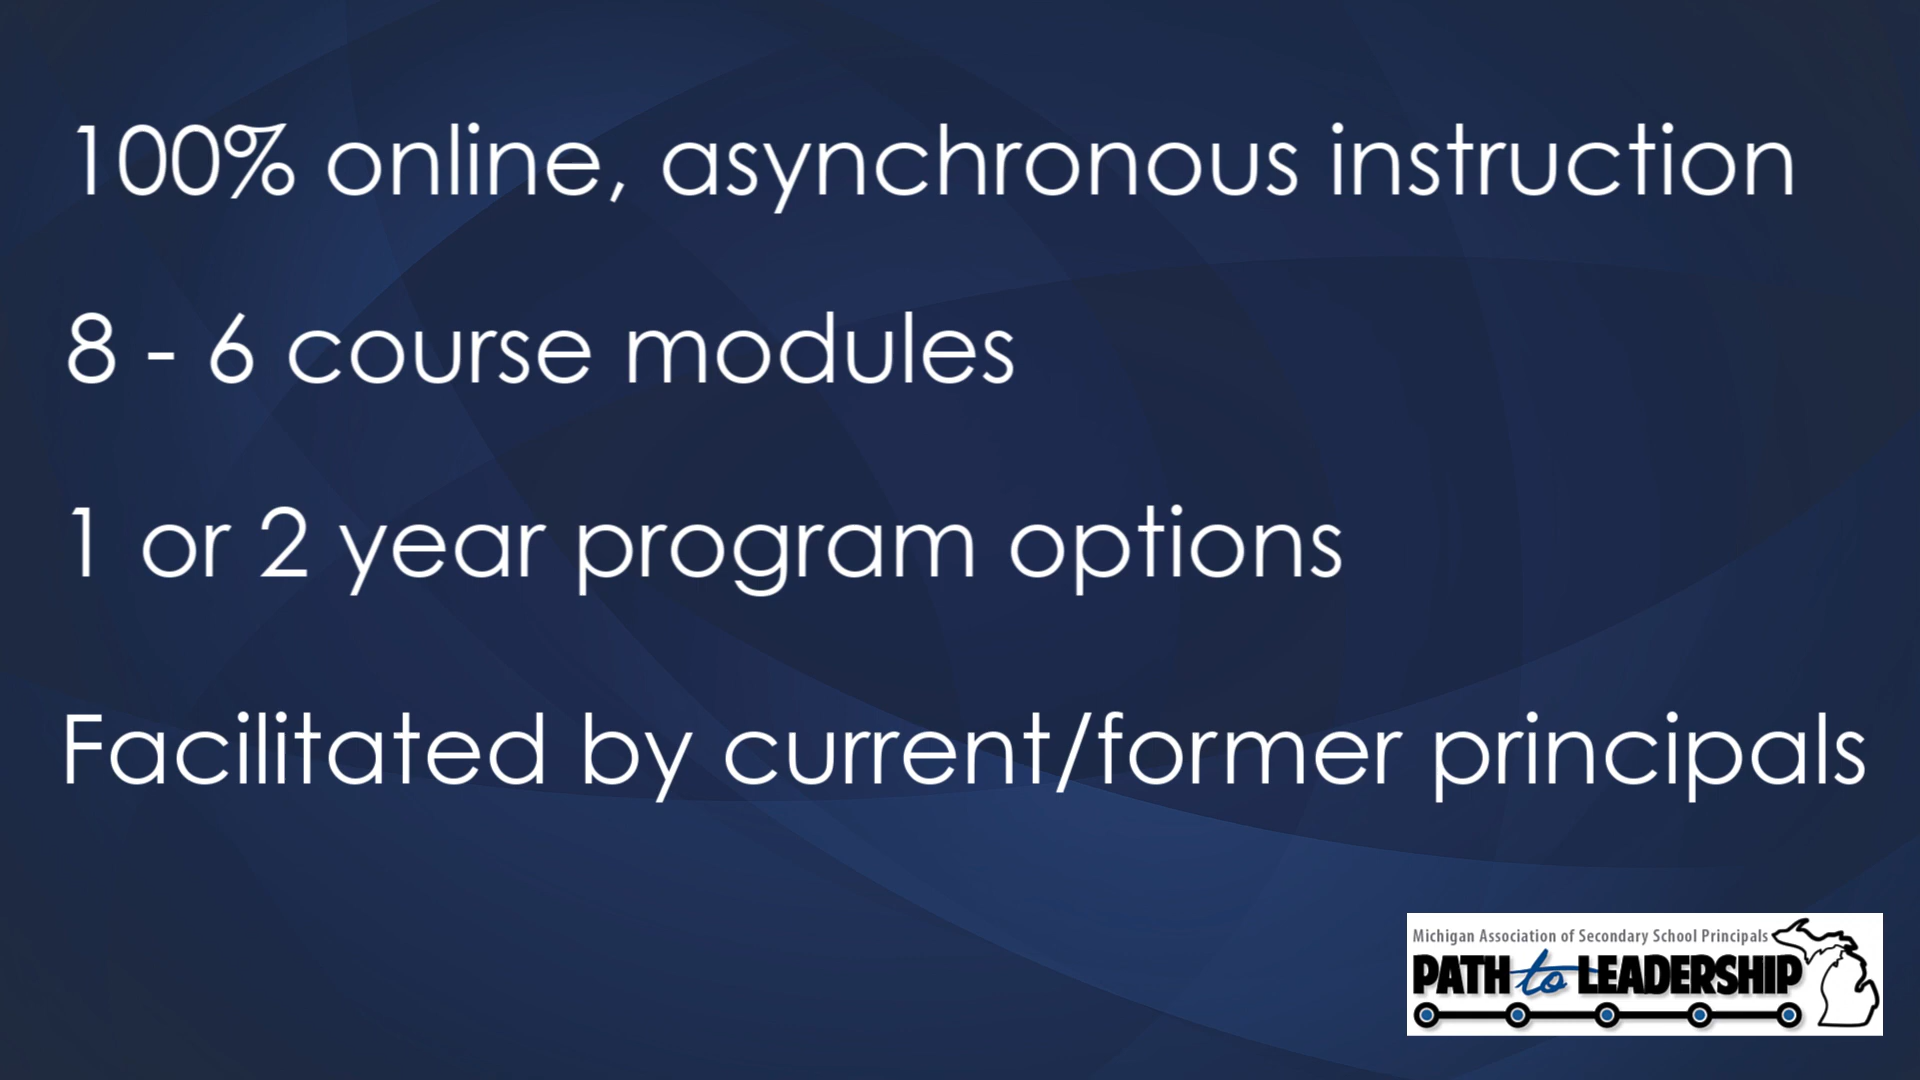 100% online, asynchronous instruction
8 - 6 course modules
1 or 2 year program options
Facilitated by current/former principals
Michigan Association of Secondary School Principals
PATH to LEADERSHIP